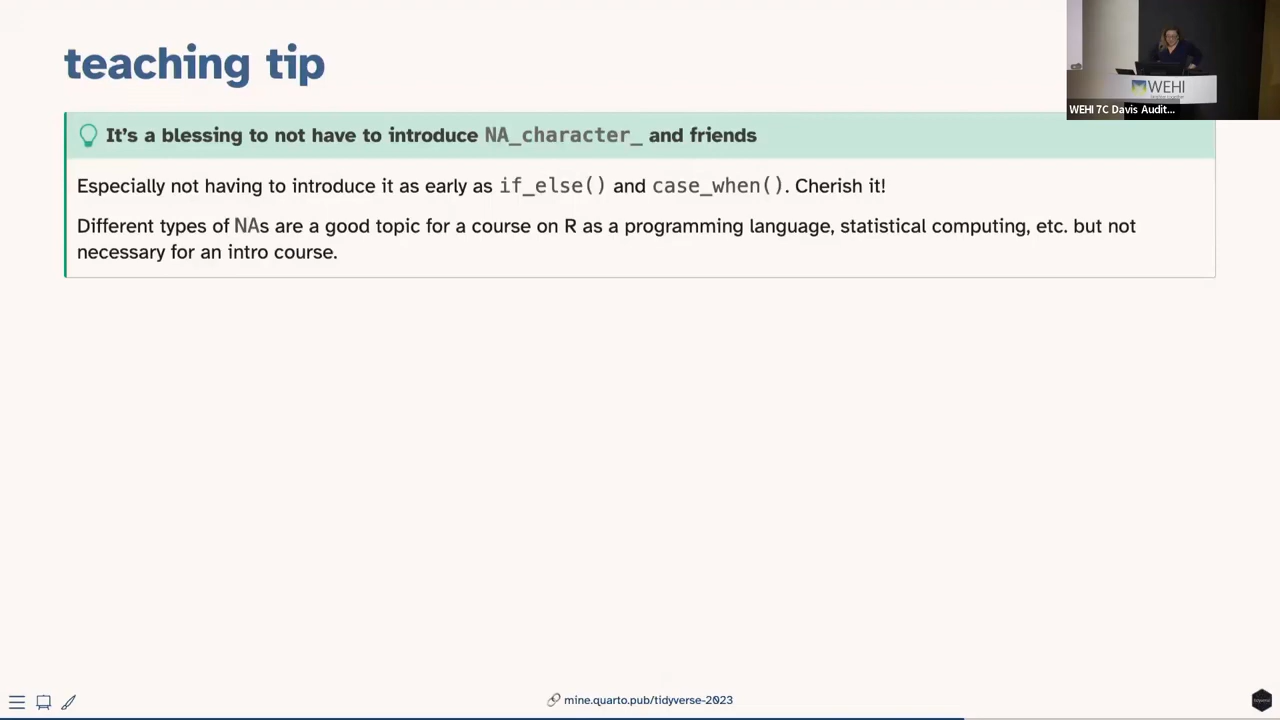 teaching tip
It's a blessing to not have to introduce NA_character_ and friends
Especially not having to introduce it as early as if_else() and case_when(). Cherish it!
Different types of NAs are a good topic for a course on R as a programming language, statistical computing, etc. but not
necessary for an intro course.
WEHI
WEHI 7C Davis Audit...
mine.quarto.pub/tidyverse-2023